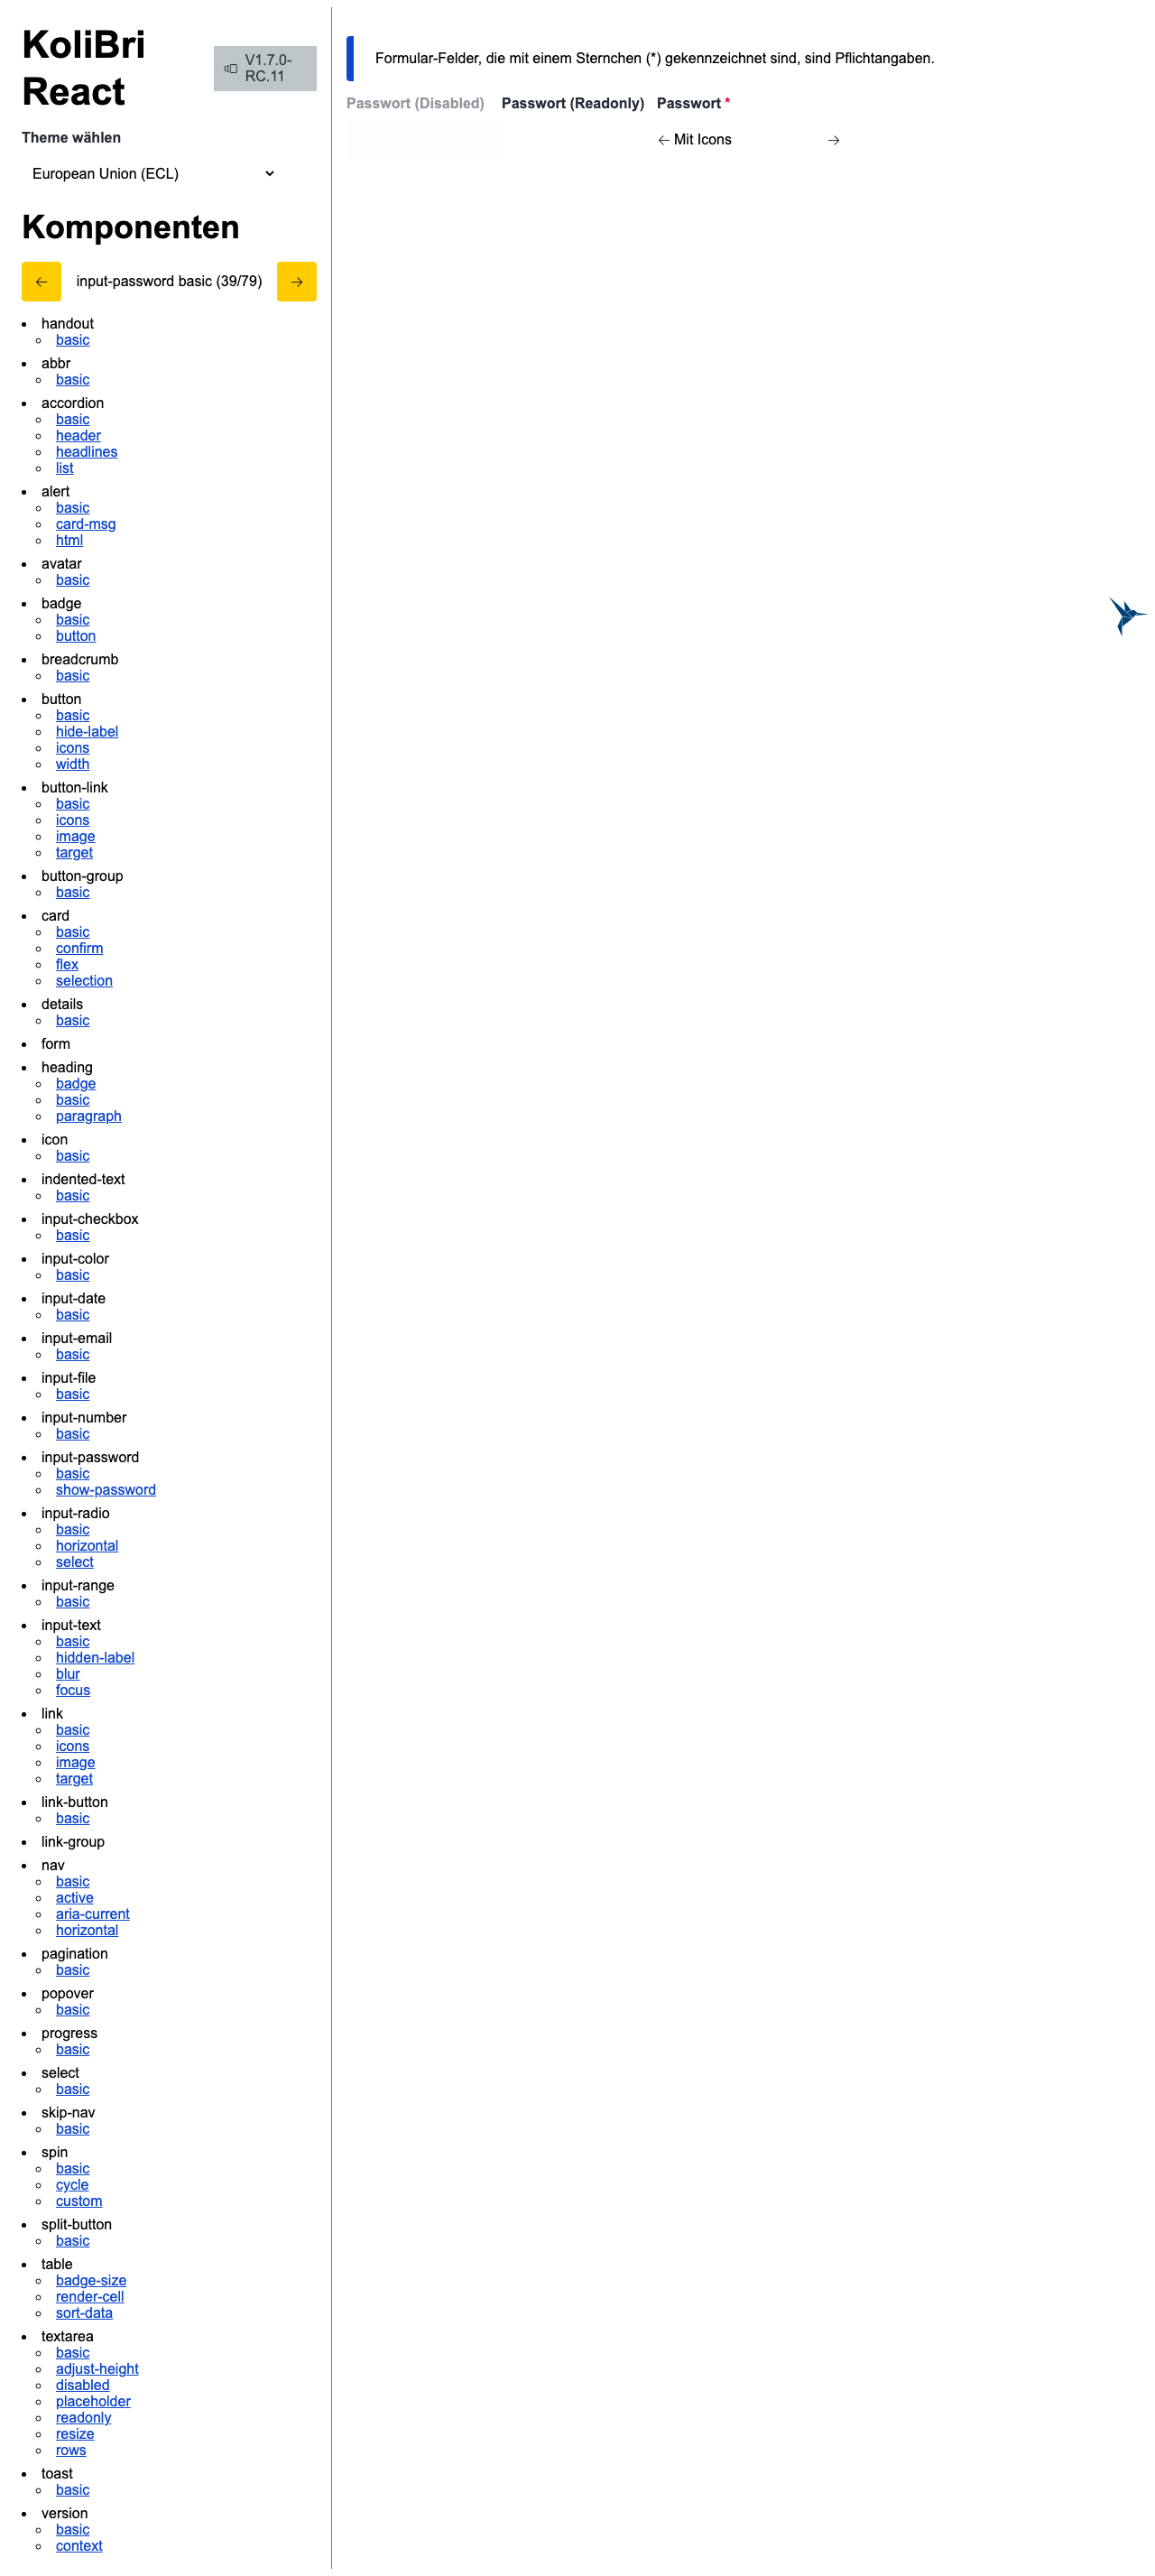 KoliBri
React
V1.7.0-
RC.11
Theme wählen
European Union (ECL)
Komponenten
← input-password basic (39/79) →
handout
basic
abbr
basic
accordion
basic
header
headlines
list
alert
basic
card-msg
html
avatar
basic
badge
basic
button
breadcrumb
basic
button
basic
hide-label
icons
width
button-link
basic
icons
image
target
button-group
basic
card
basic
confirm
flex
selection
details
basic
form
heading
badge
basic
paragraph
icon
basic
indented-text
basic
input-checkbox
basic
input-color
basic
input-date
basic
input-email
basic
input-file
basic
input-number
basic
input-password
basic
show-password
input-radio
basic
horizontal
select
input-range
basic
input-text
basic
hidden-label
blur
focus
link
basic
icons
image
target
link-button
basic
link-group
nav
basic
active
aria-current
horizontal
pagination
basic
popover
basic
progress
basic
select
basic
skip-nav
basic
spin
basic
cycle
custom
split-button
basic
table
badge-size
render-cell
sort-data
textarea
basic
adjust-height
disabled
placeholder
readonly
resize
rows
toast
basic
version
basic
context
Formular-Felder, die mit einem Sternchen (*) gekennzeichnet sind, sind Pflichtangaben.
Passwort (Disabled) Passwort (Readonly) Passwort *
← Mit Icons →